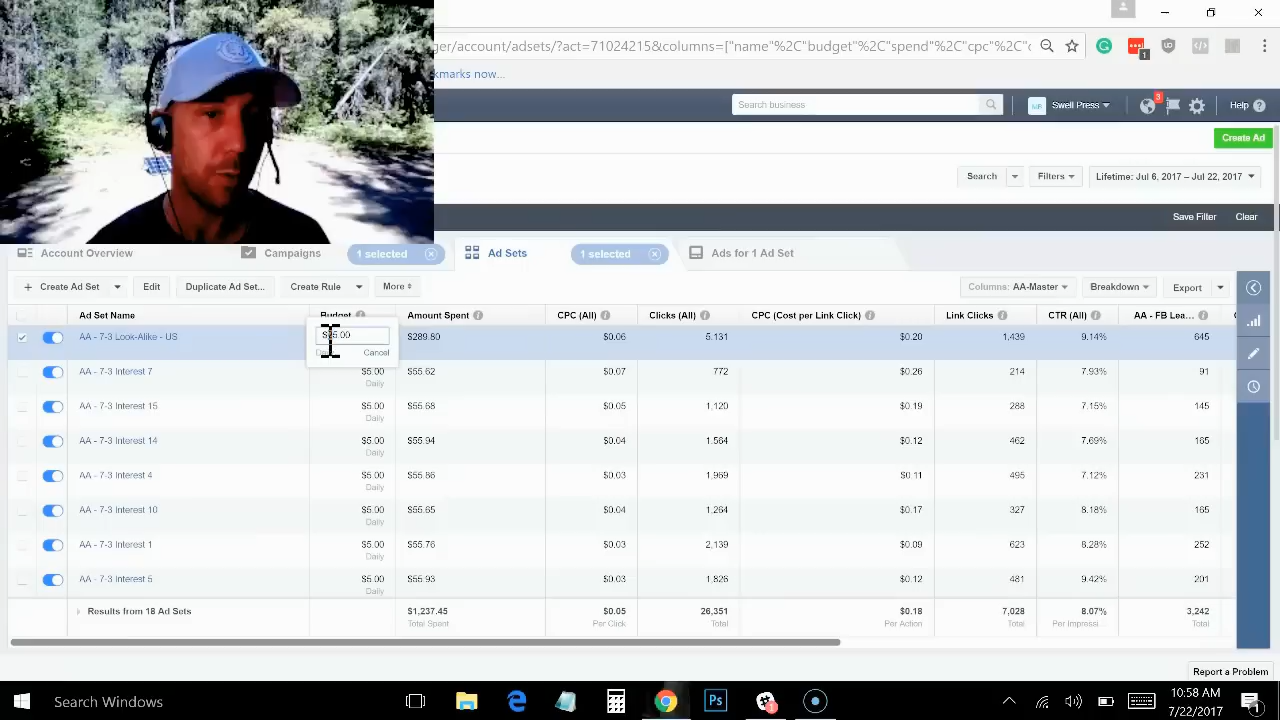 ger/account/adsets/?act=71024215&columns=["name"%2C"budget"%2C"spend"%2C"cpc"%2C"c
1
kmarks now...
Search business
Swell Press
3
Help
Create Ad
Search
Filters
Lifetime: Jul 6, 2017 – Jul 22, 2017
Save Filter
Clear
Account Overview
Campaigns
1 selected
Ad Sets
1 selected
Ads for 1 Ad Set
+ Create Ad Set
Edit
Duplicate Ad Set...
Create Rule
More
Columns: AA-Master
Breakdown
Export
Ad Set Name Budget Amount Spent CPC (All) Clicks (All) CPC (Cost per Link Click) Link Clicks CTR (All) AA - FB Lea...
AA - 7-3 Look-Alike - US $289.80 $0.06 5,131 $0.20 1,439 9.14% 645
Cancel
AA - 7-3 Interest 7 $5.00 $55.62 $0.07 772 $0.26 214 7.93% 91
Daily
AA - 7-3 Interest 15 $5.00 $55.68 $0.05 1,120 $0.19 288 7.15% 145
Daily
AA - 7-3 Interest 14 $5.00 $55.94 $0.04 1,564 $0.12 462 7.69% 165
Daily
AA - 7-3 Interest 4 $5.00 $55.86 $0.03 1,969 $0.11 495 7.12% 231
Daily
AA - 7-3 Interest 10 $5.00 $55.65 $0.04 1,264 $0.17 327 8.18% 165
Daily
AA - 7-3 Interest 1 $5.00 $55.76 $0.03 2,139 $0.09 623 8.28% 252
Daily
AA - 7-3 Interest 5 $5.00 $55.93 $0.03 1,826 $0.12 481 9.42% 201
Daily
Results from 18 Ad Sets $1,237.45 $0.05 26,351 $0.18 7,028 8.07% 3,242
Total Spent Per Click Total Per Action Total Per Impressi... Total
Report a Problem
Search Windows
Ps
1
10:58 AM
7/22/2017